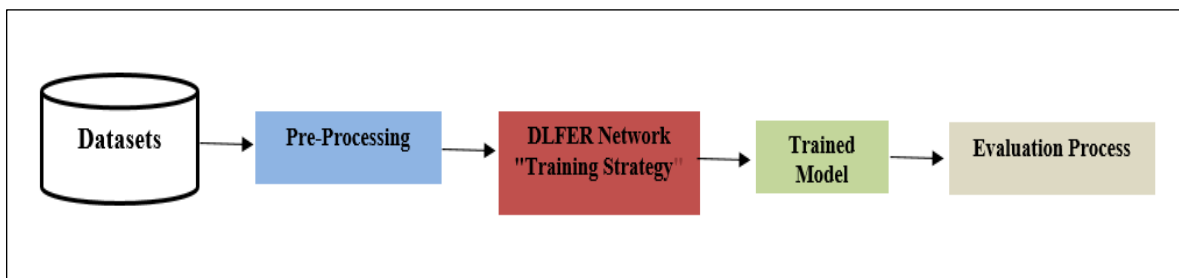 Datasets
Pre-Processing
DLFER Network
"Training Strategy"
Trained
Model
Evaluation Process